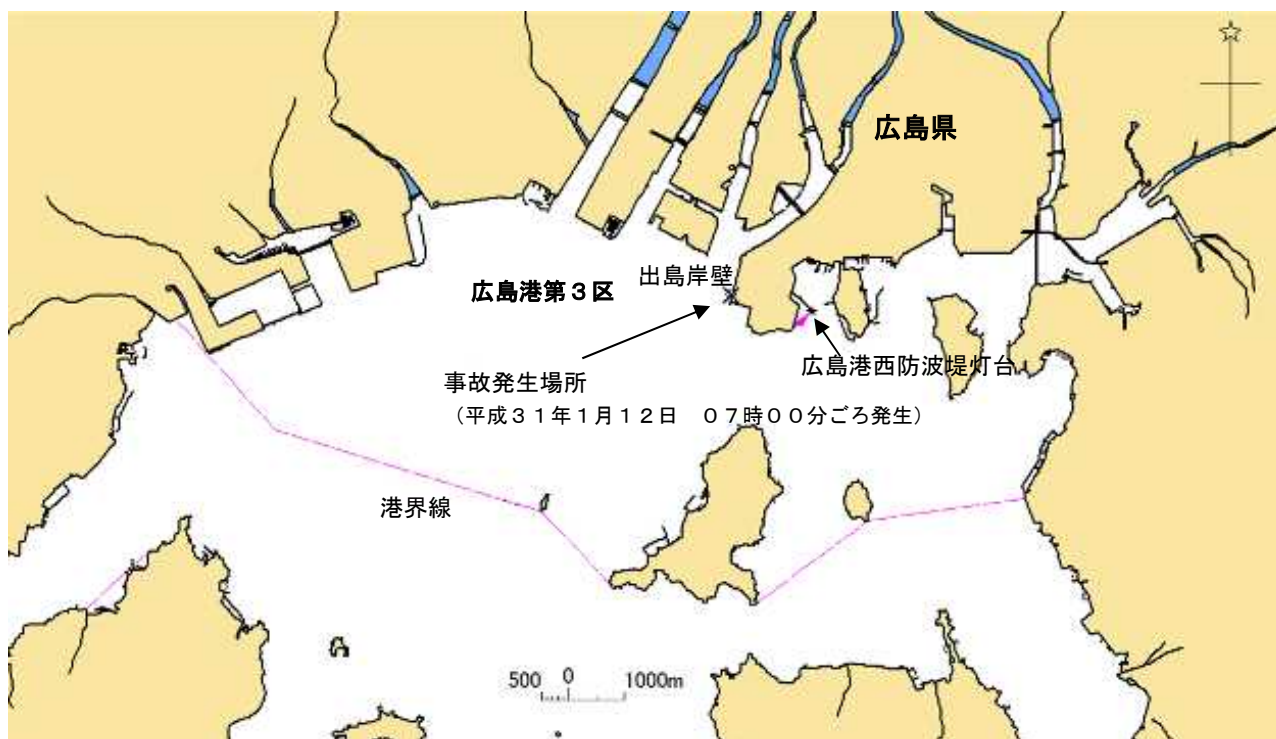 広島県
出島岸壁
広島港第３区
広島港西防波堤灯台
事故発生場所
（平成３１年１月１２日　０７時００分ごろ発生）
港界線
500 0 1000m